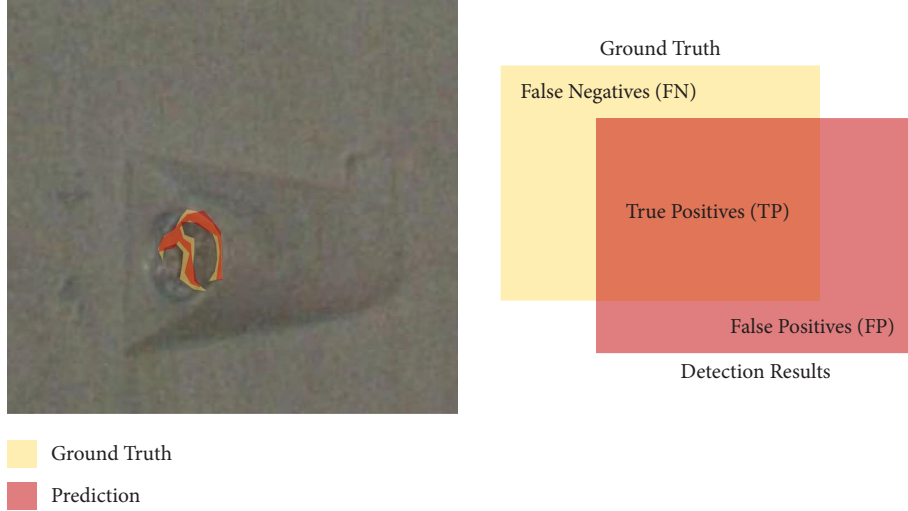 Ground Truth
False Negatives (FN)
True Positives (TP)
False Positives (FP)
Detection Results
Ground Truth
Prediction